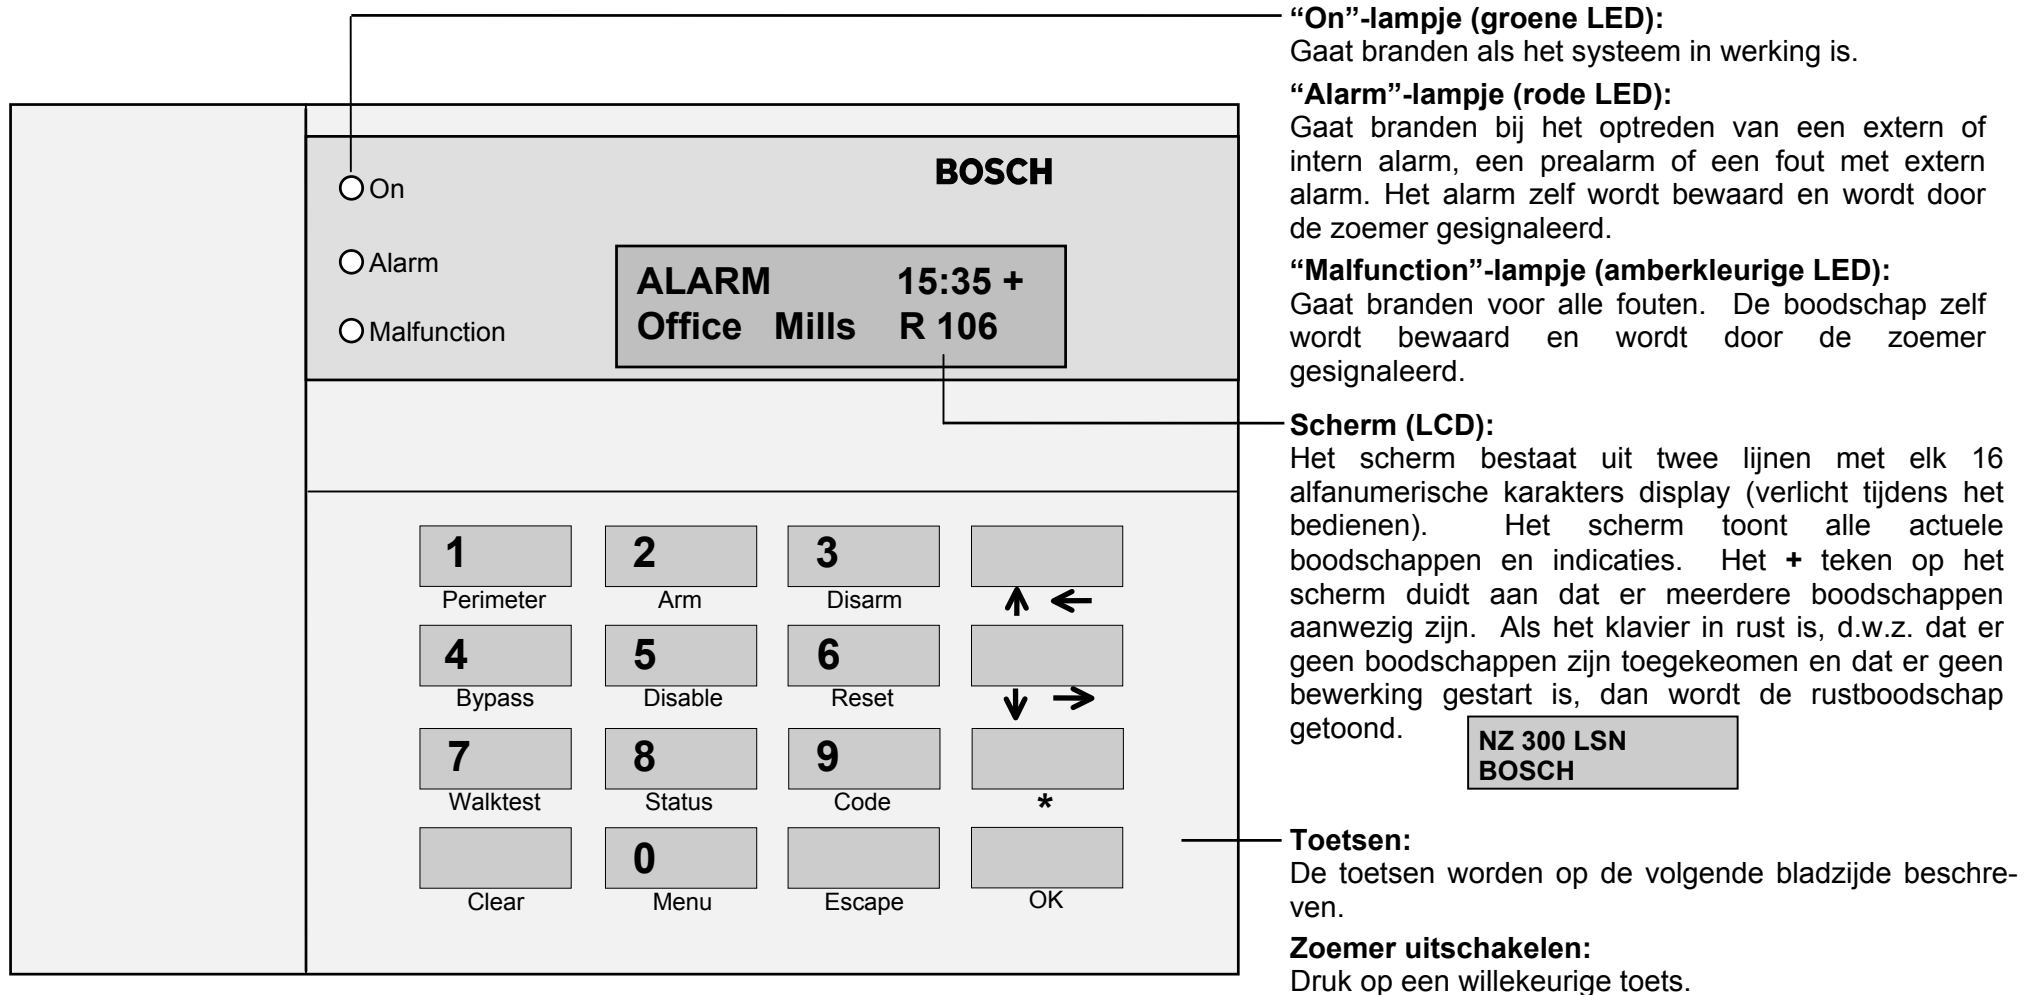 BOSCH
On
Alarm
Malfunction
ALARM 15:35 +
Office Mills R 106
1 2 3
Perimeter Arm Disarm ↑ ←
4 5 6
Bypass Disable Reset ↓ →
7 8 9
Walktest Status Code *
0
Clear Menu Escape OK
“On”-lampje (groene LED):
Gaat branden als het systeem in werking is.
“Alarm”-lampje (rode LED):
Gaat branden bij het optreden van een extern of
intern alarm, een prealarm of een fout met extern
alarm. Het alarm zelf wordt bewaard en wordt door
de zoemer gesignaleerd.
“Malfunction”-lampje (amberkleurige LED):
Gaat branden voor alle fouten. De boodschap zelf
wordt bewaard en wordt door de zoemer
gesignaleerd.
Scherm (LCD):
Het scherm bestaat uit twee lijnen met elk 16
alfanumerische karakters display (verlicht tijdens het
bedienen). Het scherm toont alle actuele
boodschappen en indicaties. Het + teken op het
scherm duidt aan dat er meerdere boodschappen
aanwezig zijn. Als het klavier in rust is, d.w.z. dat er
geen boodschappen zijn toegekeomen en dat er geen
bewerking gestart is, dan wordt de rustboodschap
getoond.
NZ 300 LSN
BOSCH
Toetsen:
De toetsen worden op de volgende bladzijde beschre-
ven.
Zoemer uitschakelen:
Druk op een willekeurige toets.